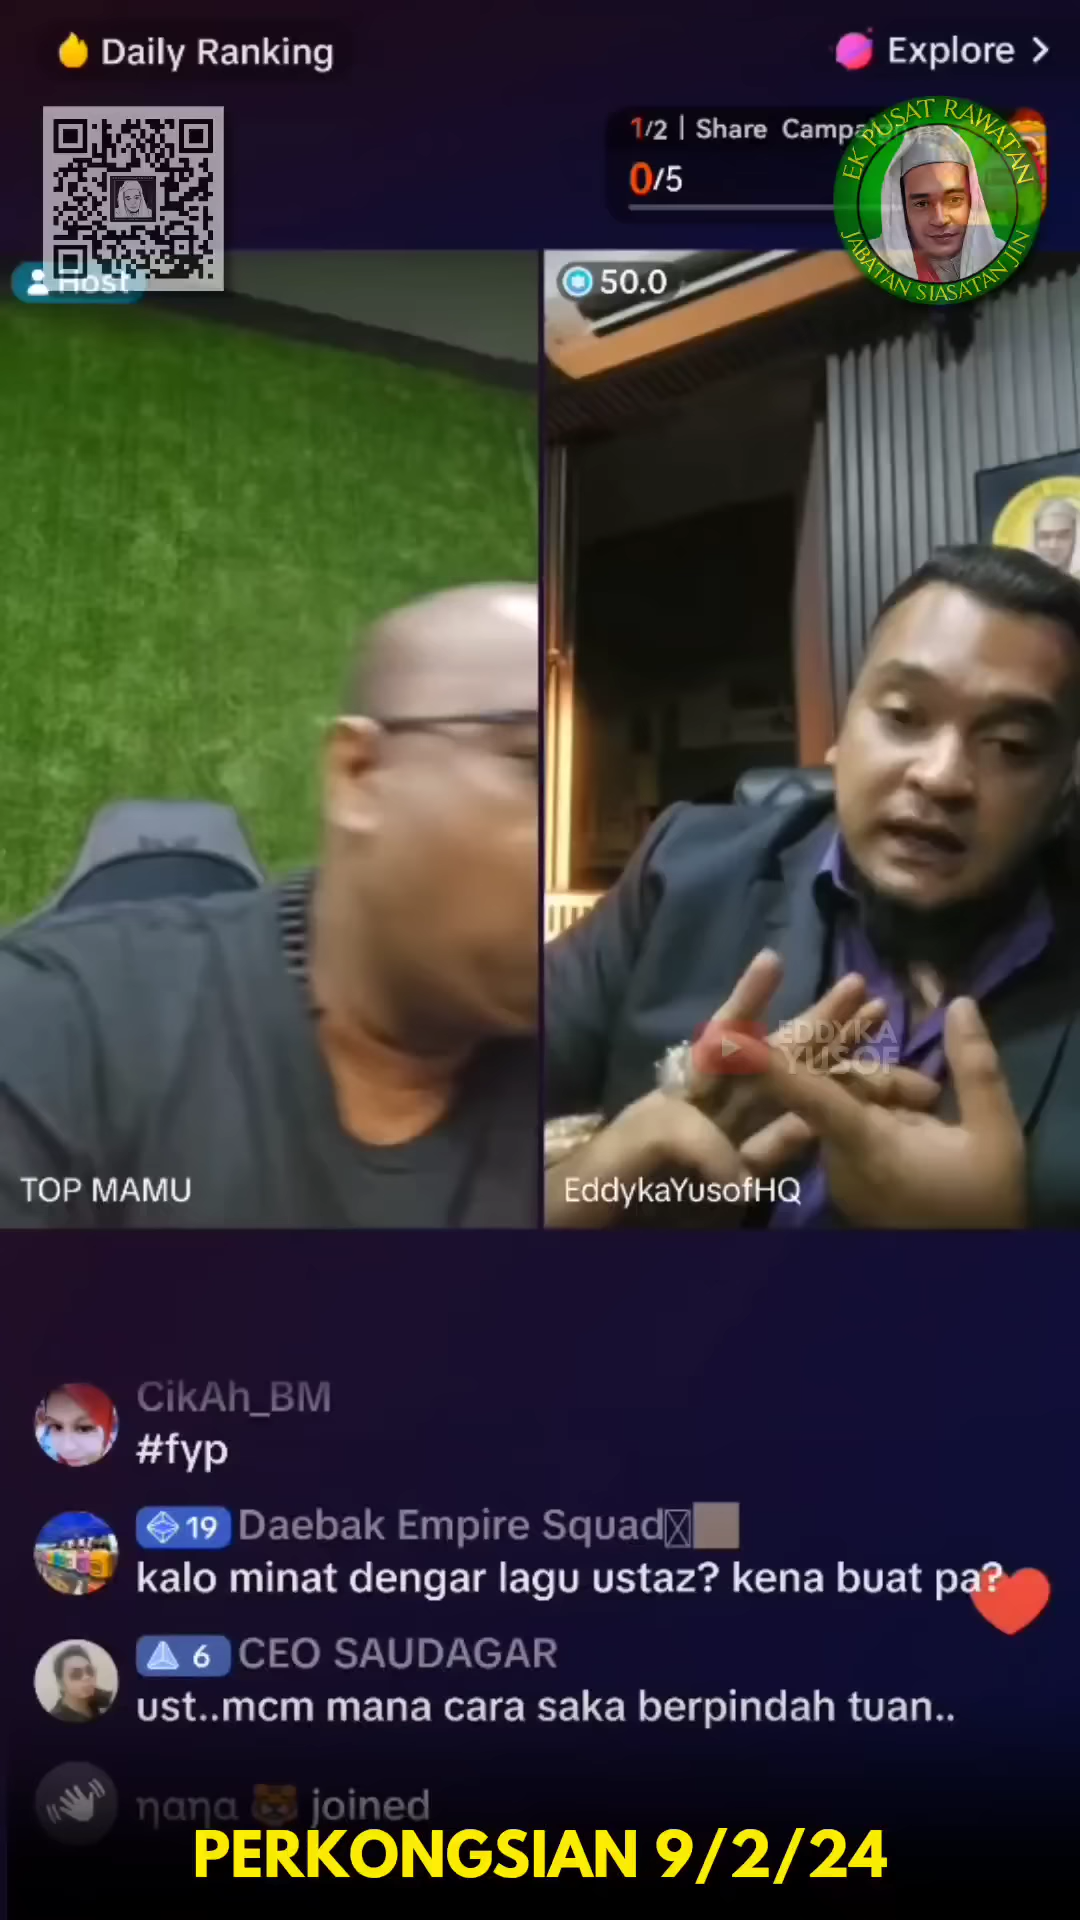 Daily Ranking
Explore >
1/2 | Share Campa
0/5
EK PUSAT RAWATAN
JABATAN SIASATAN JIN
Host
50.0
EDDYKA
YUSOF
TOP MAMU
EddykaYusofHQ
CikAh_BM
#fyp
19 Daebak Empire Squad
kalo minat dengar lagu ustaz? kena buat pa?
6 CEO SAUDAGAR
ust..mcm mana cara saka berpindah tuan..
ηαηα 🐯 joined
PERKONGSIAN 9/2/24